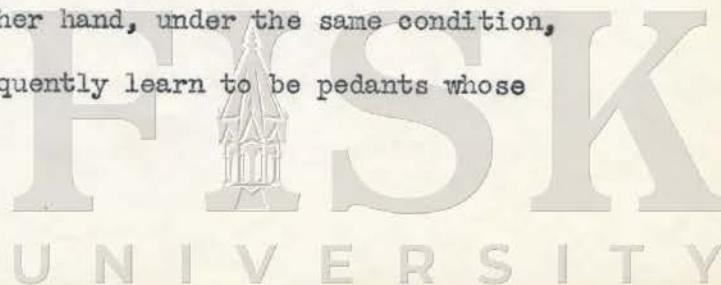 her hand, under the same condition,
quently learn to be pedants whose
FISK
UNIVERSITY